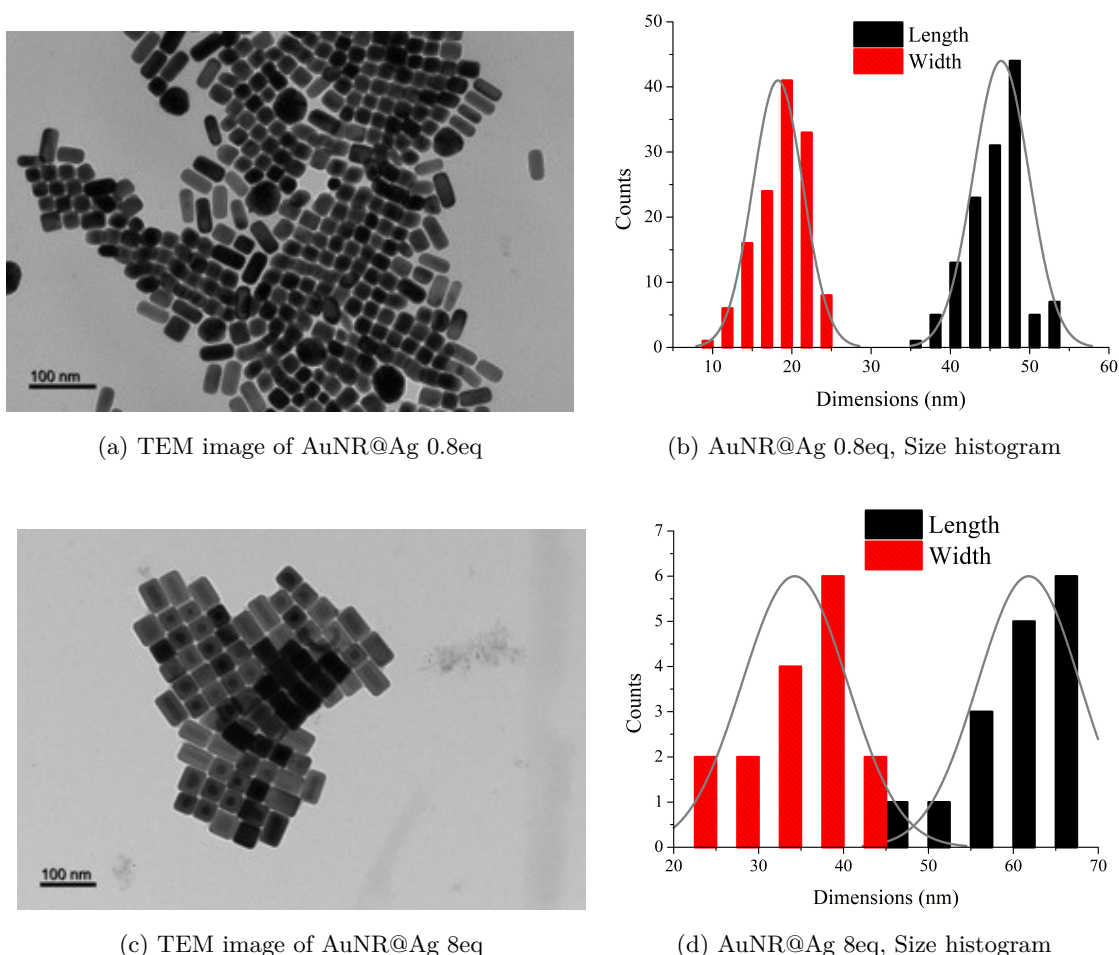 100 nm
(a) TEM image of AuNR@Ag 0.8eq
50
40
30
20
10
0
Counts
Length
Width
10 20 30 40 50 60
Dimensions (nm)
(b) AuNR@Ag 0.8eq, Size histogram
100 nm
(c) TEM image of AuNR@Ag 8eq
7
6
5
4
3
2
1
0
Counts
Length
Width
20 30 40 50 60 70
Dimensions (nm)
(d) AuNR@Ag 8eq, Size histogram